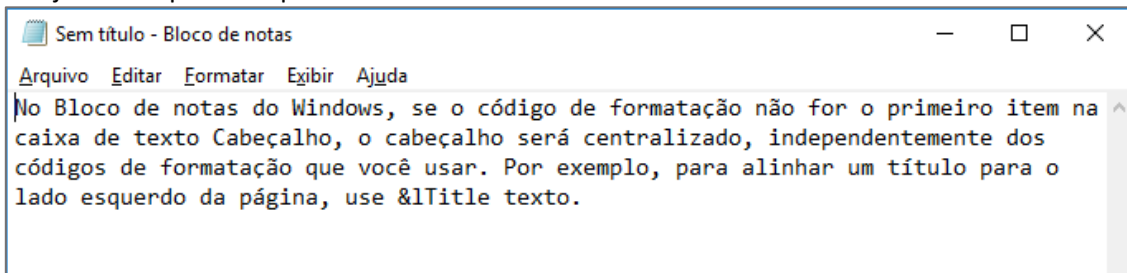 Sem título - Bloco de notas
Arquivo Editar Formatar Exibir Ajuda
No Bloco de notas do Windows, se o código de formatação não for o primeiro item na
caixa de texto Cabeçalho, o cabeçalho será centralizado, independentemente dos
códigos de formatação que você usar. Por exemplo, para alinhar um título para o
lado esquerdo da página, use &lTitle texto.